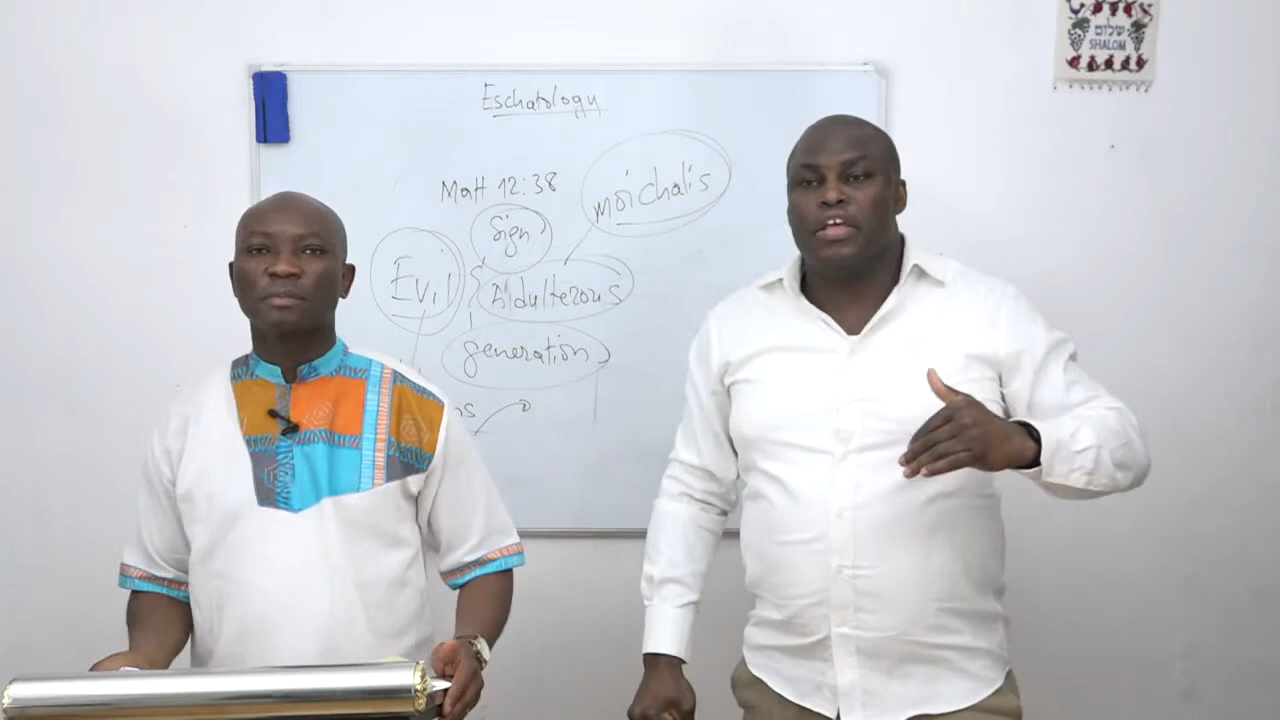 Eschatology
Matt 12:38
moichalis
Sign
Evil
Adulterous
generation
שלום
SHALOM